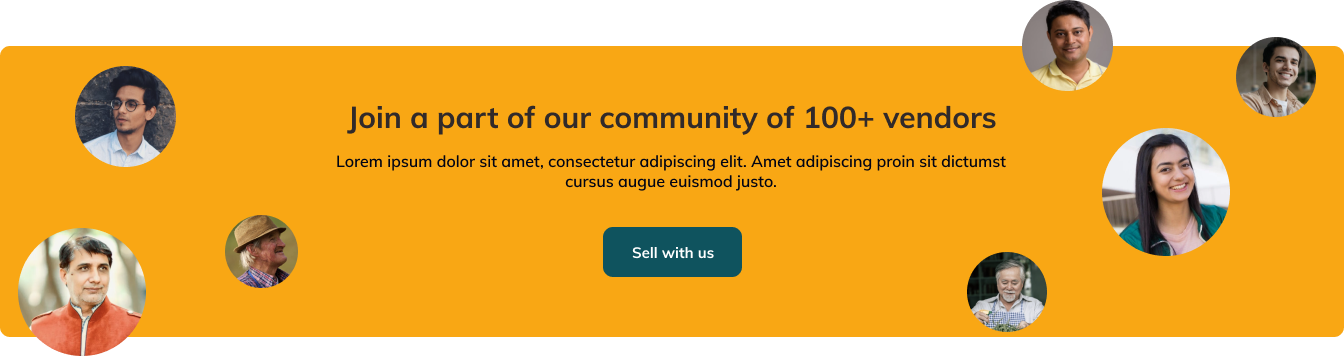 Join a part of our community of 100+ vendors
Lorem ipsum dolor sit amet, consectetur adipiscing elit. Amet adipiscing proin sit dictumst
cursus augue euismod justo.
Sell with us